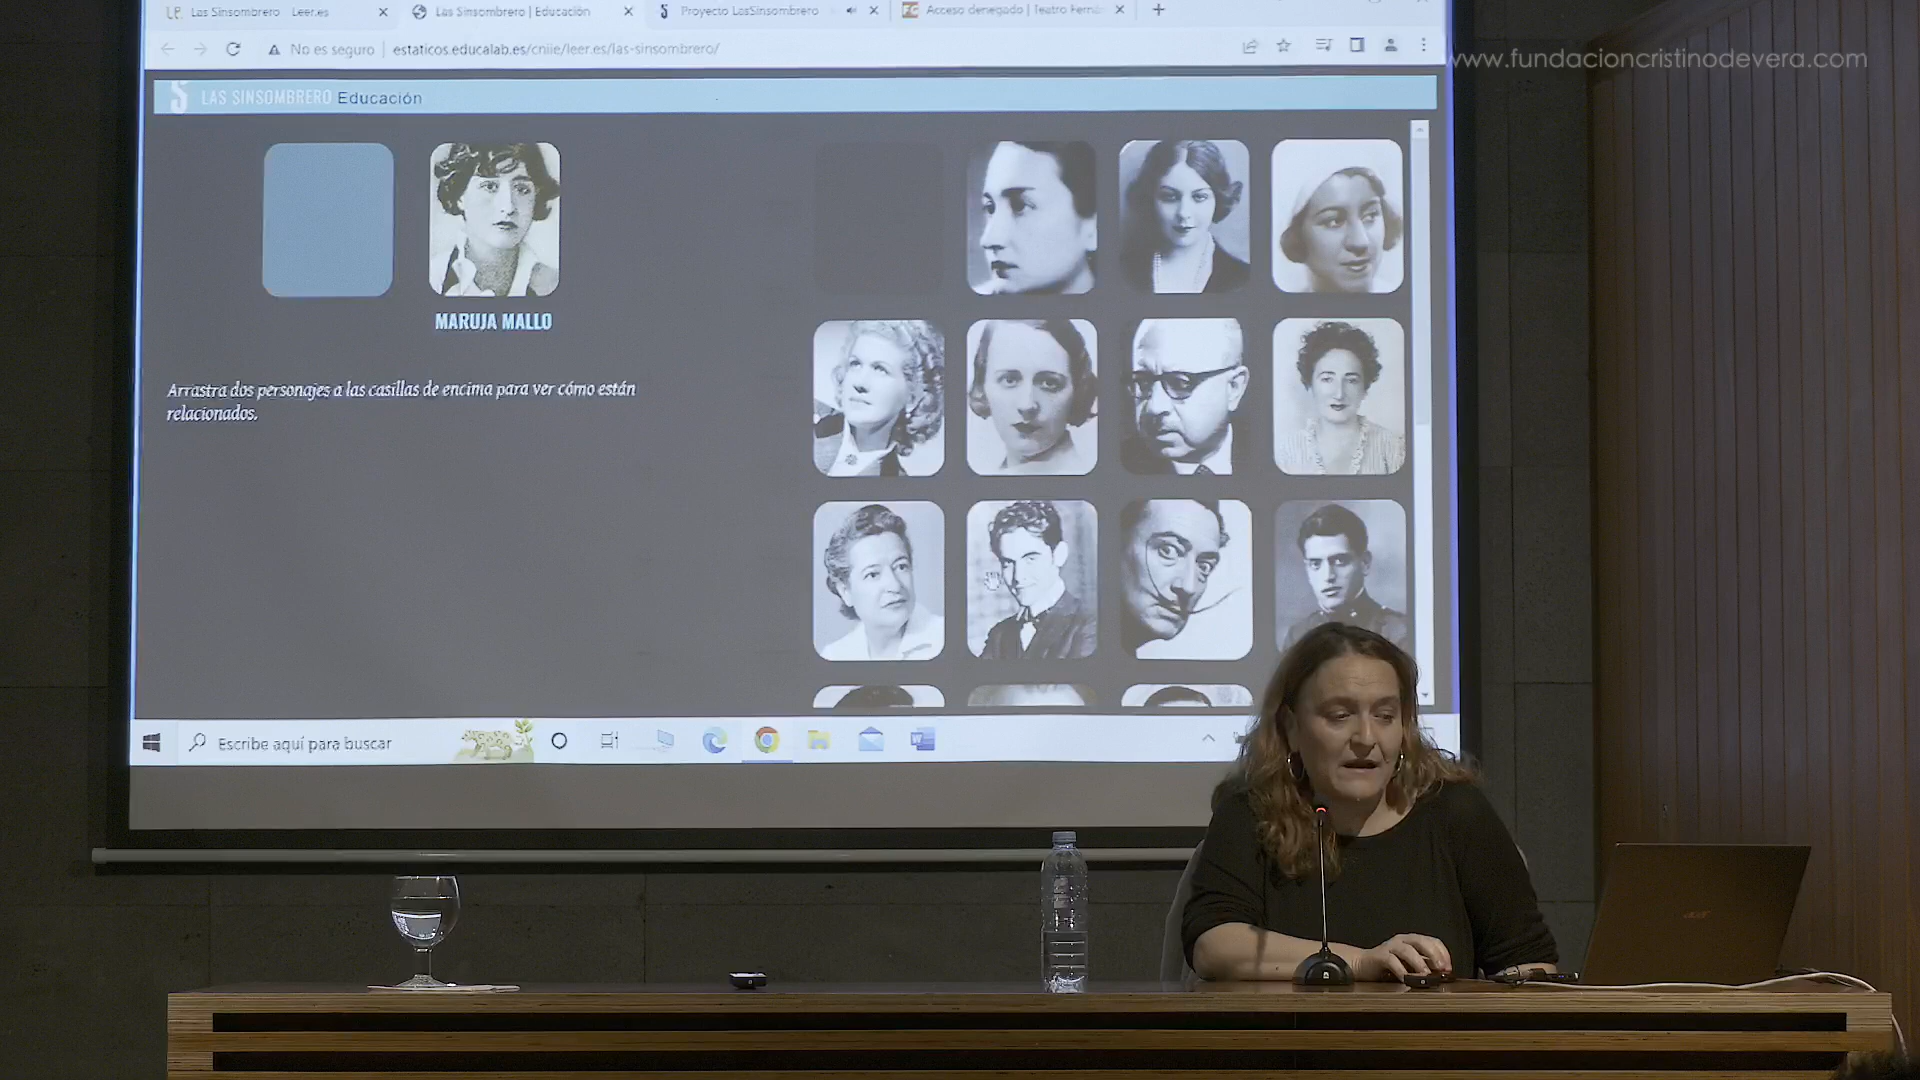 Las Sinsombrero - Leer.es
Las Sinsombrero | Educación
Proyecto LasSinsombrero
Acceso denegado | Teatro
No es seguro
estaticos.educalab.es/cniie/leer.es/las-sinsombrero/
www.fundacioncristinodevera.com
LAS SINSOMBRERO Educación
MARUJA MALLO
Arrastra dos personajes a las casillas de encima para ver cómo están
relacionados.
Escribe aquí para buscar
acer